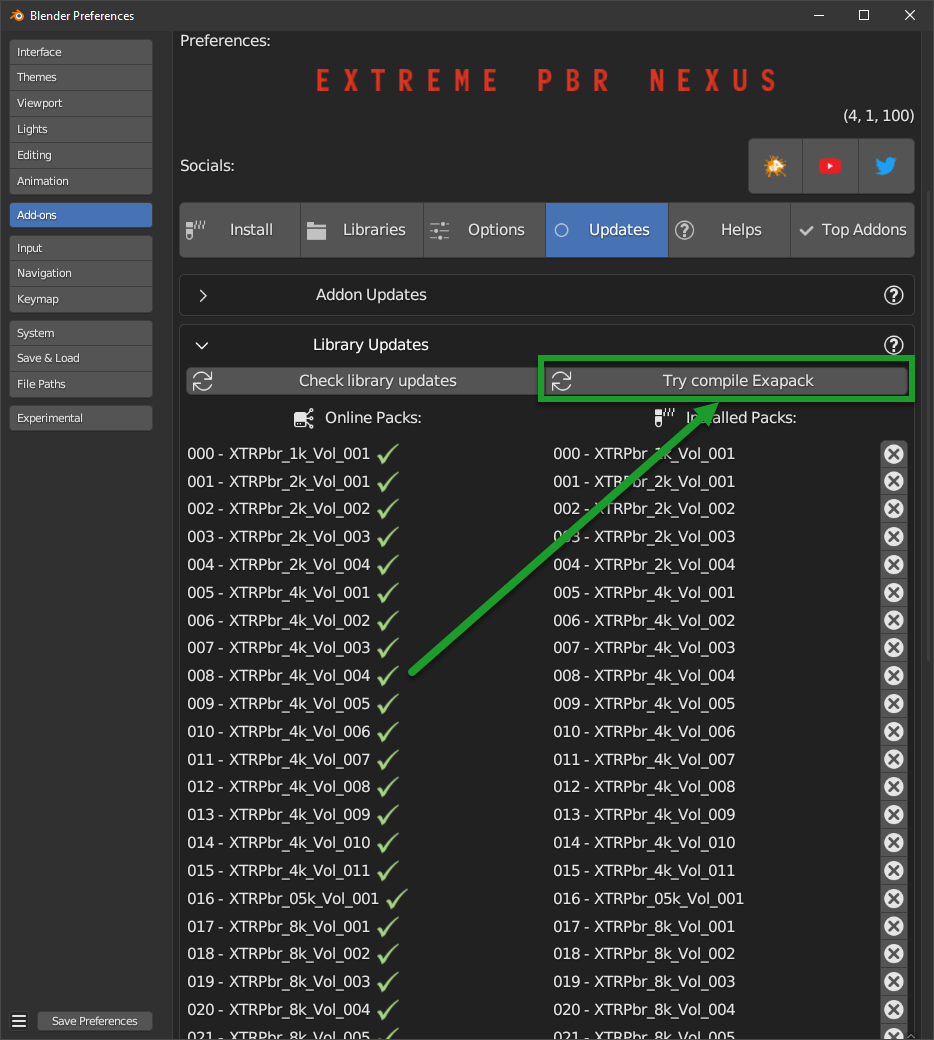 Blender Preferences
Interface
Themes
Viewport
Lights
Editing
Animation
Add-ons
Input
Navigation
Keymap
System
Save & Load
File Paths
Experimental
Save Preferences
Preferences:
EXTREME PBR NEXUS
(4, 1, 100)
Socials:
Install Libraries Options Updates Helps Top Addons
Addon Updates
Library Updates
Check library updates Try compile Exapack
Online Packs: Installed Packs:
000 - XTRPbr_1k_Vol_001 000 - XTRPbr_1k_Vol_001
001 - XTRPbr_2k_Vol_001 001 - XTRPbr_2k_Vol_001
002 - XTRPbr_2k_Vol_002 002 - XTRPbr_2k_Vol_002
003 - XTRPbr_2k_Vol_003 003 - XTRPbr_2k_Vol_003
004 - XTRPbr_2k_Vol_004 004 - XTRPbr_2k_Vol_004
005 - XTRPbr_4k_Vol_001 005 - XTRPbr_4k_Vol_001
006 - XTRPbr_4k_Vol_002 006 - XTRPbr_4k_Vol_002
007 - XTRPbr_4k_Vol_003 007 - XTRPbr_4k_Vol_003
008 - XTRPbr_4k_Vol_004 008 - XTRPbr_4k_Vol_004
009 - XTRPbr_4k_Vol_005 009 - XTRPbr_4k_Vol_005
010 - XTRPbr_4k_Vol_006 010 - XTRPbr_4k_Vol_006
011 - XTRPbr_4k_Vol_007 011 - XTRPbr_4k_Vol_007
012 - XTRPbr_4k_Vol_008 012 - XTRPbr_4k_Vol_008
013 - XTRPbr_4k_Vol_009 013 - XTRPbr_4k_Vol_009
014 - XTRPbr_4k_Vol_010 014 - XTRPbr_4k_Vol_010
015 - XTRPbr_4k_Vol_011 015 - XTRPbr_4k_Vol_011
016 - XTRPbr_05k_Vol_001 016 - XTRPbr_05k_Vol_001
017 - XTRPbr_8k_Vol_001 017 - XTRPbr_8k_Vol_001
018 - XTRPbr_8k_Vol_002 018 - XTRPbr_8k_Vol_002
019 - XTRPbr_8k_Vol_003 019 - XTRPbr_8k_Vol_003
020 - XTRPbr_8k_Vol_004 020 - XTRPbr_8k_Vol_004
021 - XTRPbr_8k_Vol_005 021 - XTRPbr_8k_Vol_005